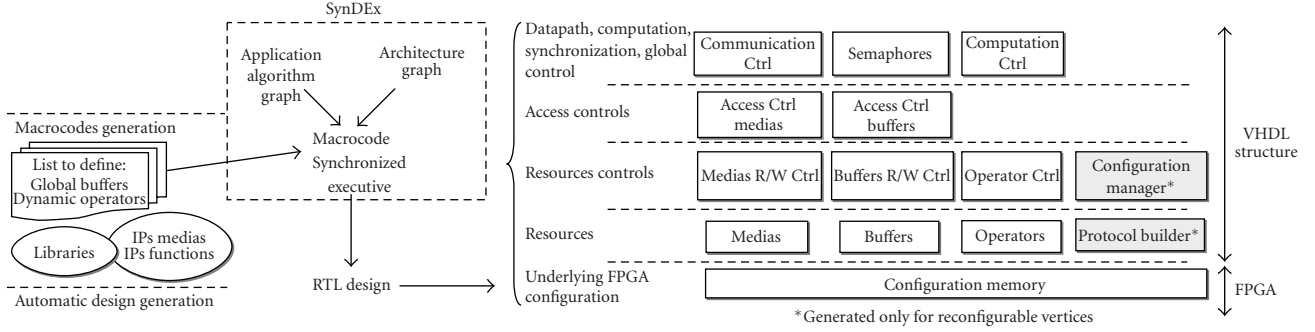 SynDEx
Application
algorithm
graph
Architecture
graph
Macrocodes generation
List to define:
Global buffers
Dynamic operators
Macrocode
Synchronized
executive
Libraries
IPs medias
IPs functions
Automatic design generation
RTL design
Datapath, computation,
synchronization, global
control
Communication
Ctrl
Semaphores
Computation
Ctrl
Access controls
Access Ctrl
medias
Access Ctrl
buffers
Resources controls
Medias R/W Ctrl
Buffers R/W Ctrl
Operator Ctrl
Configuration
manager*
Resources
Medias
Buffers
Operators
Protocol builder*
Underlying FPGA
configuration
Configuration memory
VHDL
structure
FPGA
*Generated only for reconfigurable vertices